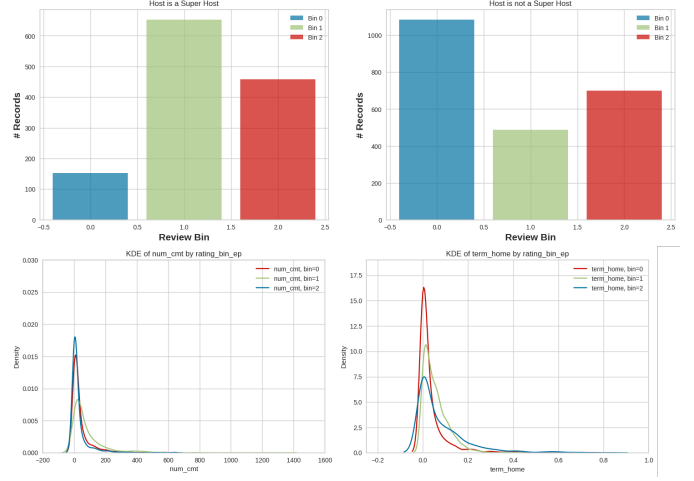 Host is a Super Host
# Records
600
500
400
300
200
100
0
Bin 0
Bin 1
Bin 2
−0.5 0.0 0.5 1.0 1.5 2.0 2.5
Review Bin
Host is not a Super Host
# Records
1000
800
600
400
200
0
Bin 0
Bin 1
Bin 2
−0.5 0.0 0.5 1.0 1.5 2.0 2.5
Review Bin
KDE of num_cmt by rating_bin_ep
Density
0.030
0.025
0.020
0.015
0.010
0.005
0.000
num_cmt, bin=0
num_cmt, bin=1
num_cmt, bin=2
−200 0 200 400 600 800 1000 1200 1400 1600
num_cmt
KDE of term_home by rating_bin_ep
Density
17.5
15.0
12.5
10.0
7.5
5.0
2.5
0.0
term_home, bin=0
term_home, bin=1
term_home, bin=2
−0.2 0.0 0.2 0.4 0.6 0.8 1.0
term_home